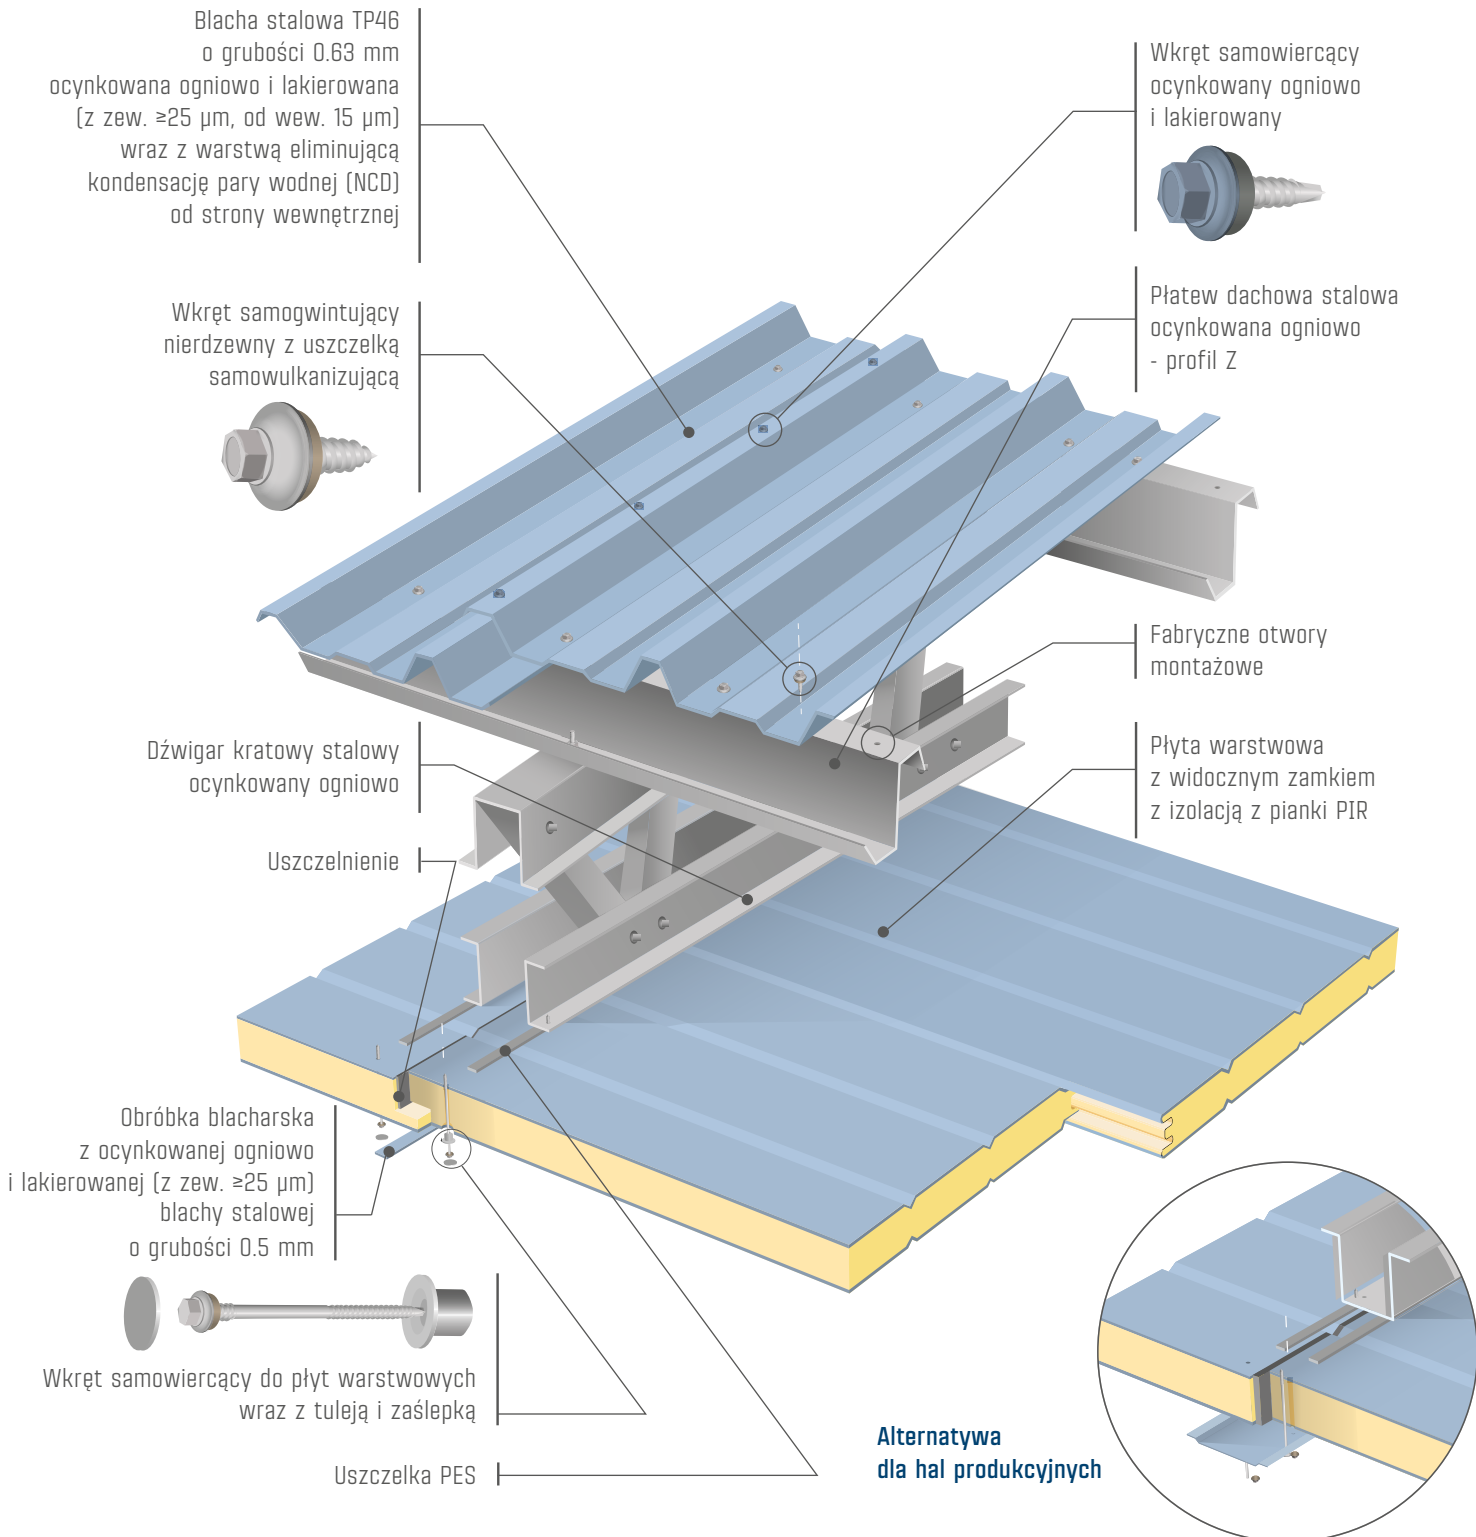 Blacha stalowa TP46
o grubości 0.63 mm
ocynkowana ogniowo i lakierowana
(z zew. ≥25 µm, od wew. 15 µm)
wraz z warstwą eliminującą
kondensację pary wodnej (NCD)
od strony wewnętrznej
Wkręt samowiercący
ocynkowany ogniowo
i lakierowany
Wkręt samogwintujący
nierdzewny z uszczelką
samowulkanizującą
Płatew dachowa stalowa
ocynkowana ogniowo
- profil Z
Fabryczne otwory
montażowe
Dźwigar kratowy stalowy
ocynkowany ogniowo
Płyta warstwowa
z widocznym zamkiem
z izolacją z pianki PIR
Uszczelnienie
Obróbka blacharska
z ocynkowanej ogniowo
i lakierowanej (z zew. ≥25 µm)
blachy stalowej
o grubości 0.5 mm
Wkręt samowiercący do płyt warstwowych
wraz z tuleją i zaślepką
Uszczelka PES
Alternatywa
dla hal produkcyjnych